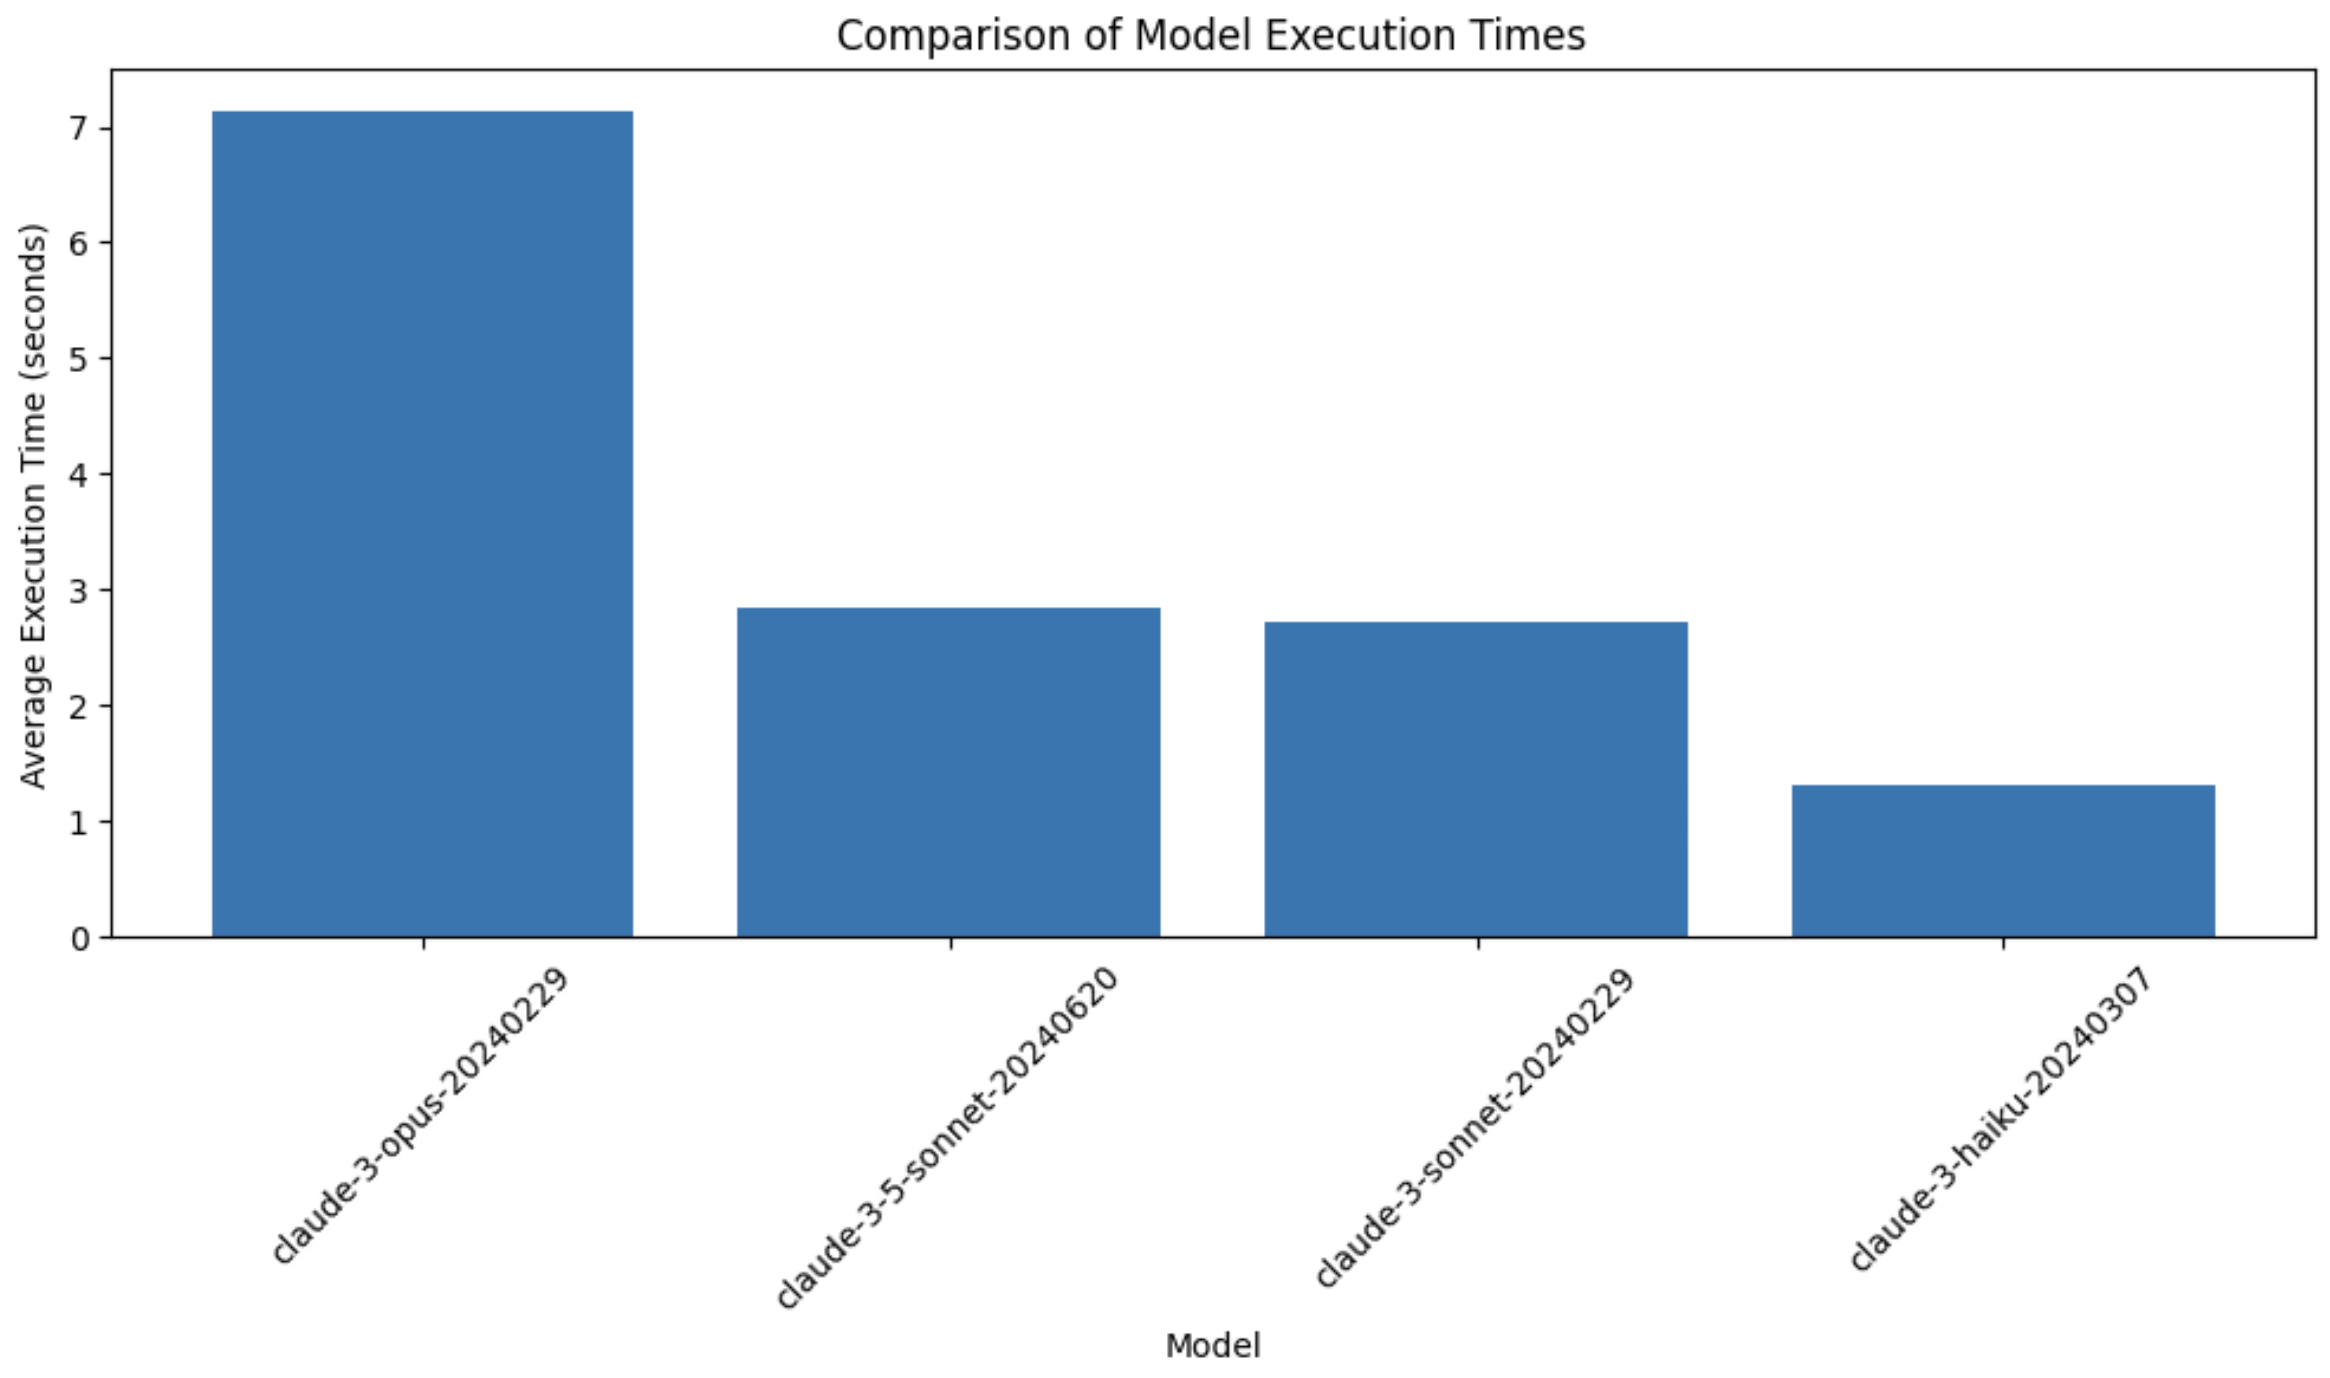 Comparison of Model Execution Times
Average Execution Time (seconds)
7
6
5
4
3
2
1
0
claude-3-opus-20240229
claude-3-5-sonnet-20240620
claude-3-sonnet-20240229
claude-3-haiku-20240307
Model